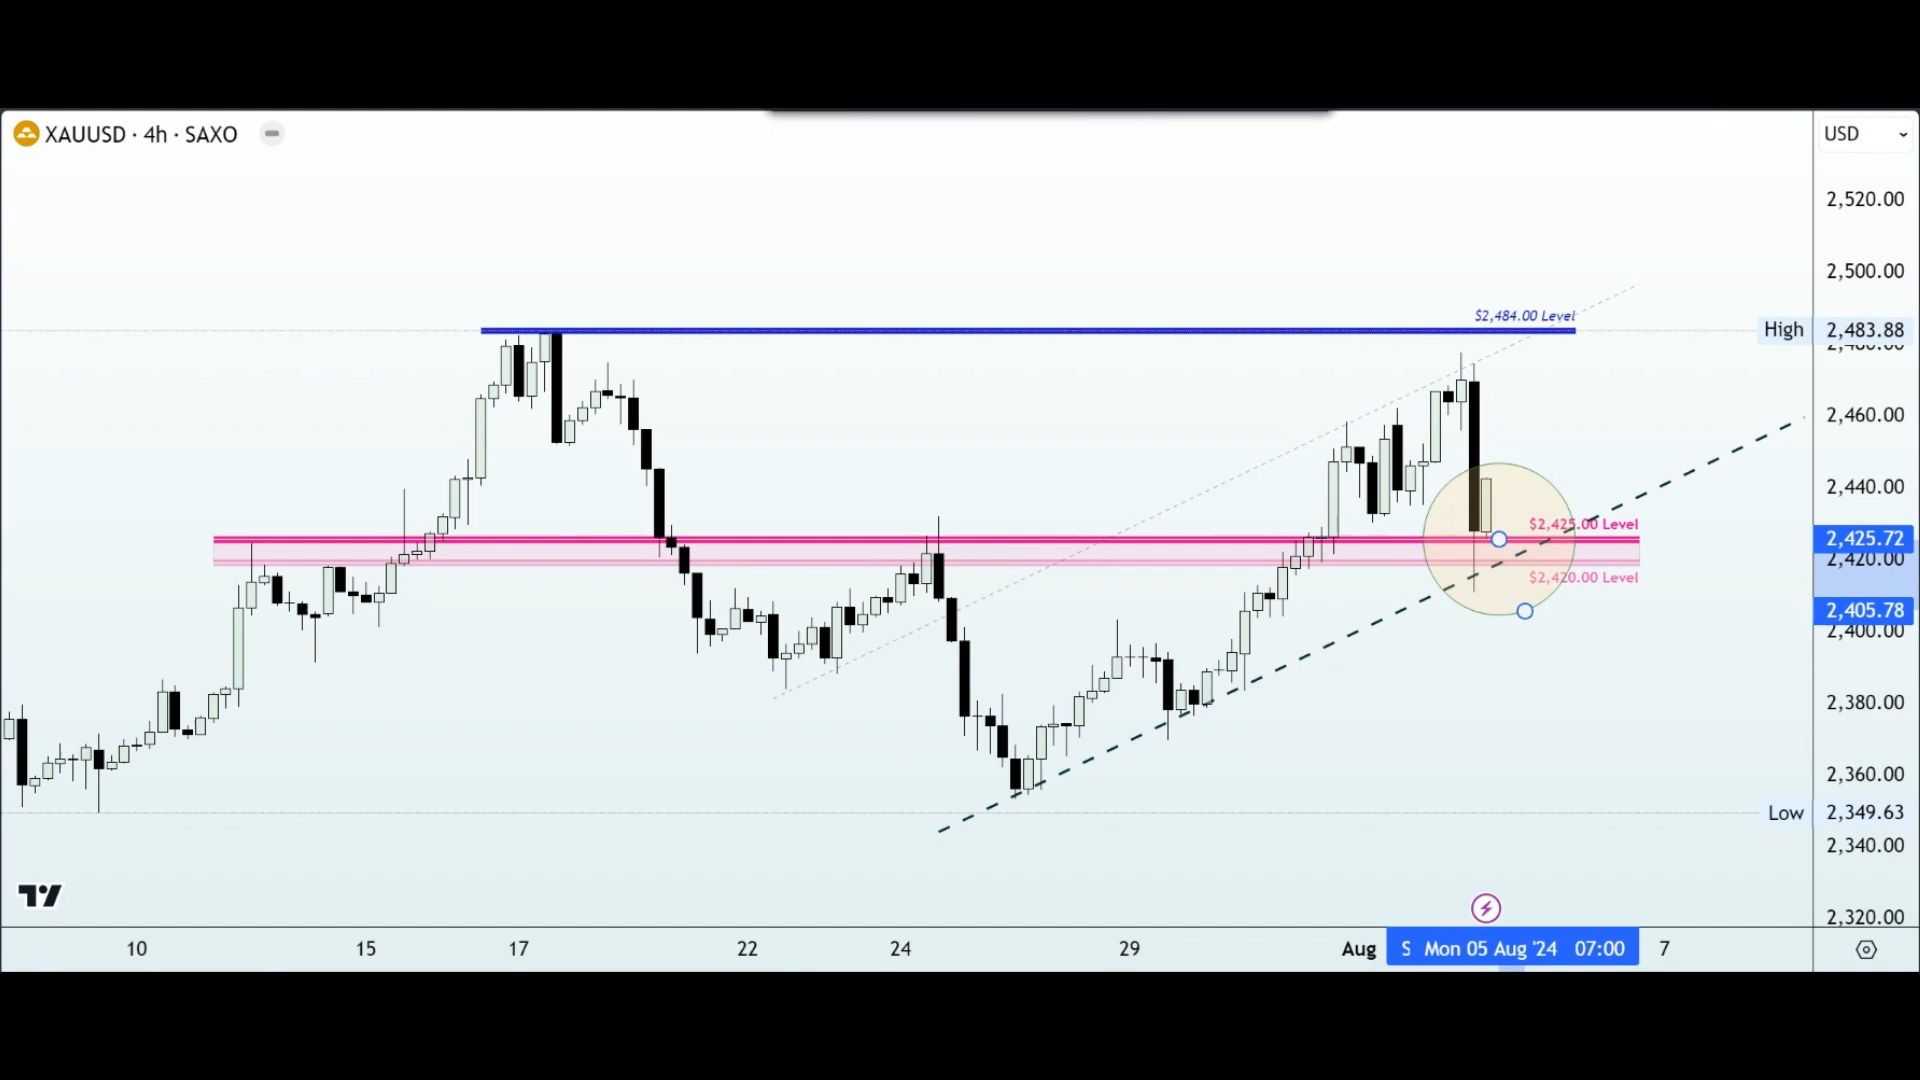 XAUUSD · 4h · SAXO
USD
2,520.00
2,500.00
$2,484.00 Level
High 2,483.88
2,480.00
2,460.00
2,440.00
$2,425.00 Level
2,425.72
2,420.00
$2,420.00 Level
2,405.78
2,400.00
2,380.00
2,360.00
Low 2,349.63
2,340.00
2,320.00
10 15 17 22 24 29 Aug S Mon 05 Aug '24 07:00 7